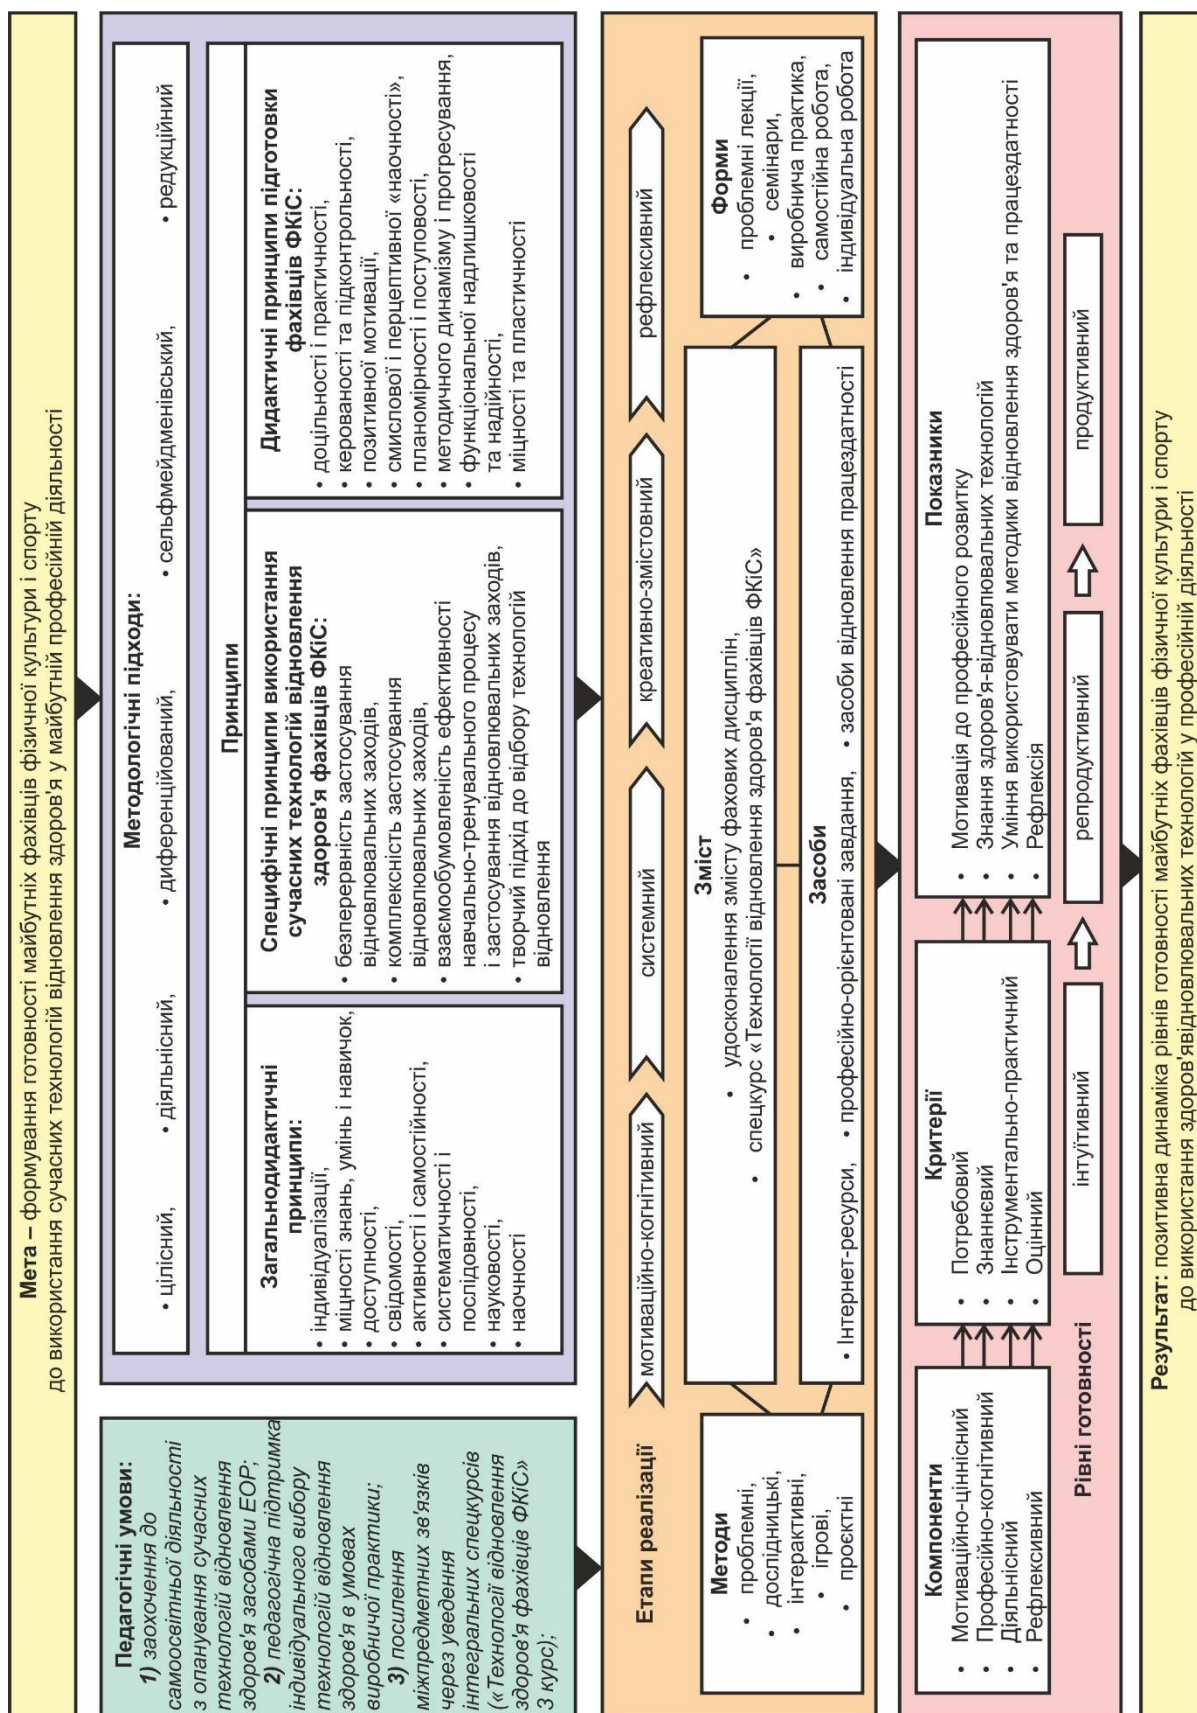 Мета – формування готовності майбутніх фахівців фізичної культури і спорту
до використання сучасних технологій відновлення здоров'я у майбутній професійній діяльності
Педагогічні умови:
1) заохочення до
самоосвітньої діяльності
з опанування сучасних
технологій відновлення
здоров'я засобами ЕОР;
2) педагогічна підтримка
індивідуального вибору
технологій відновлення
здоров'я в умовах
виробничої практики;
3) посилення
міжпредметних зв'язків
через уведення
інтегральних спецкурсів
(«Технології відновлення
здоров'я фахівців ФКіС»
3 курс);
Методологічні підходи:
• цілісний, • діяльнісний, • диференційований, • сельфмейдменівський, • редукційний
Принципи
Загальнодидактичні
принципи:
• індивідуалізації,
• міцності знань, умінь і навичок,
• доступності,
• свідомості,
• активності і самостійності,
• систематичності і
послідовності,
• науковості,
• наочності
Специфічні принципи використання
сучасних технологій відновлення
здоров'я фахівців ФКіС:
• безперервність застосування
відновлювальних заходів,
• комплексність застосування
відновлювальних заходів,
• взаємообумовленість ефективності
навчально-тренувального процесу
і застосування відновлювальних заходів,
• творчий підхід до відбору технологій
відновлення
Дидактичні принципи підготовки
фахівців ФКіС:
• доцільності і практичності,
• керованості та підконтрольності,
• позитивної мотивації,
• смислової і перцептивної «наочності»,
• планомірності і поступовості,
• методичного динамізму і прогресування,
• функціональної надлишковості
та надійності,
• міцності та пластичності
Етапи реалізації
мотиваційно-когнітивний
системний
креативно-змістовний
рефлексивний
Методи
• проблемні,
• дослідницькі,
• інтерактивні,
• ігрові,
• проєктні
Зміст
• удосконалення змісту фахових дисциплін,
• спецкурс «Технології відновлення здоров'я фахівців ФКіС»
Засоби
• Інтернет-ресурси, • професійно-орієнтовані завдання, • засоби відновлення працездатності
Форми
• проблемні лекції,
• семінари,
• виробнича практика,
• самостійна робота,
• індивідуальна робота
Компоненти
• Мотиваційно-ціннісний
• Професійно-когнітивний
• Діяльнісний
• Рефлексивний
Критерії
• Потребовий
• Знаннєвий
• Інструментально-практичний
• Оцінний
Показники
• Мотивація до професійного розвитку
• Знання здоров'я-відновлювальних технологій
• Уміння використовувати методики відновлення здоров'я та працездатності
• Рефлексія
Рівні готовності
інтуїтивний
репродуктивний
продуктивний
Результат: позитивна динаміка рівнів готовності майбутніх фахівців фізичної культури і спорту
до використання здоров'явідновлювальних технологій у професійній діяльності